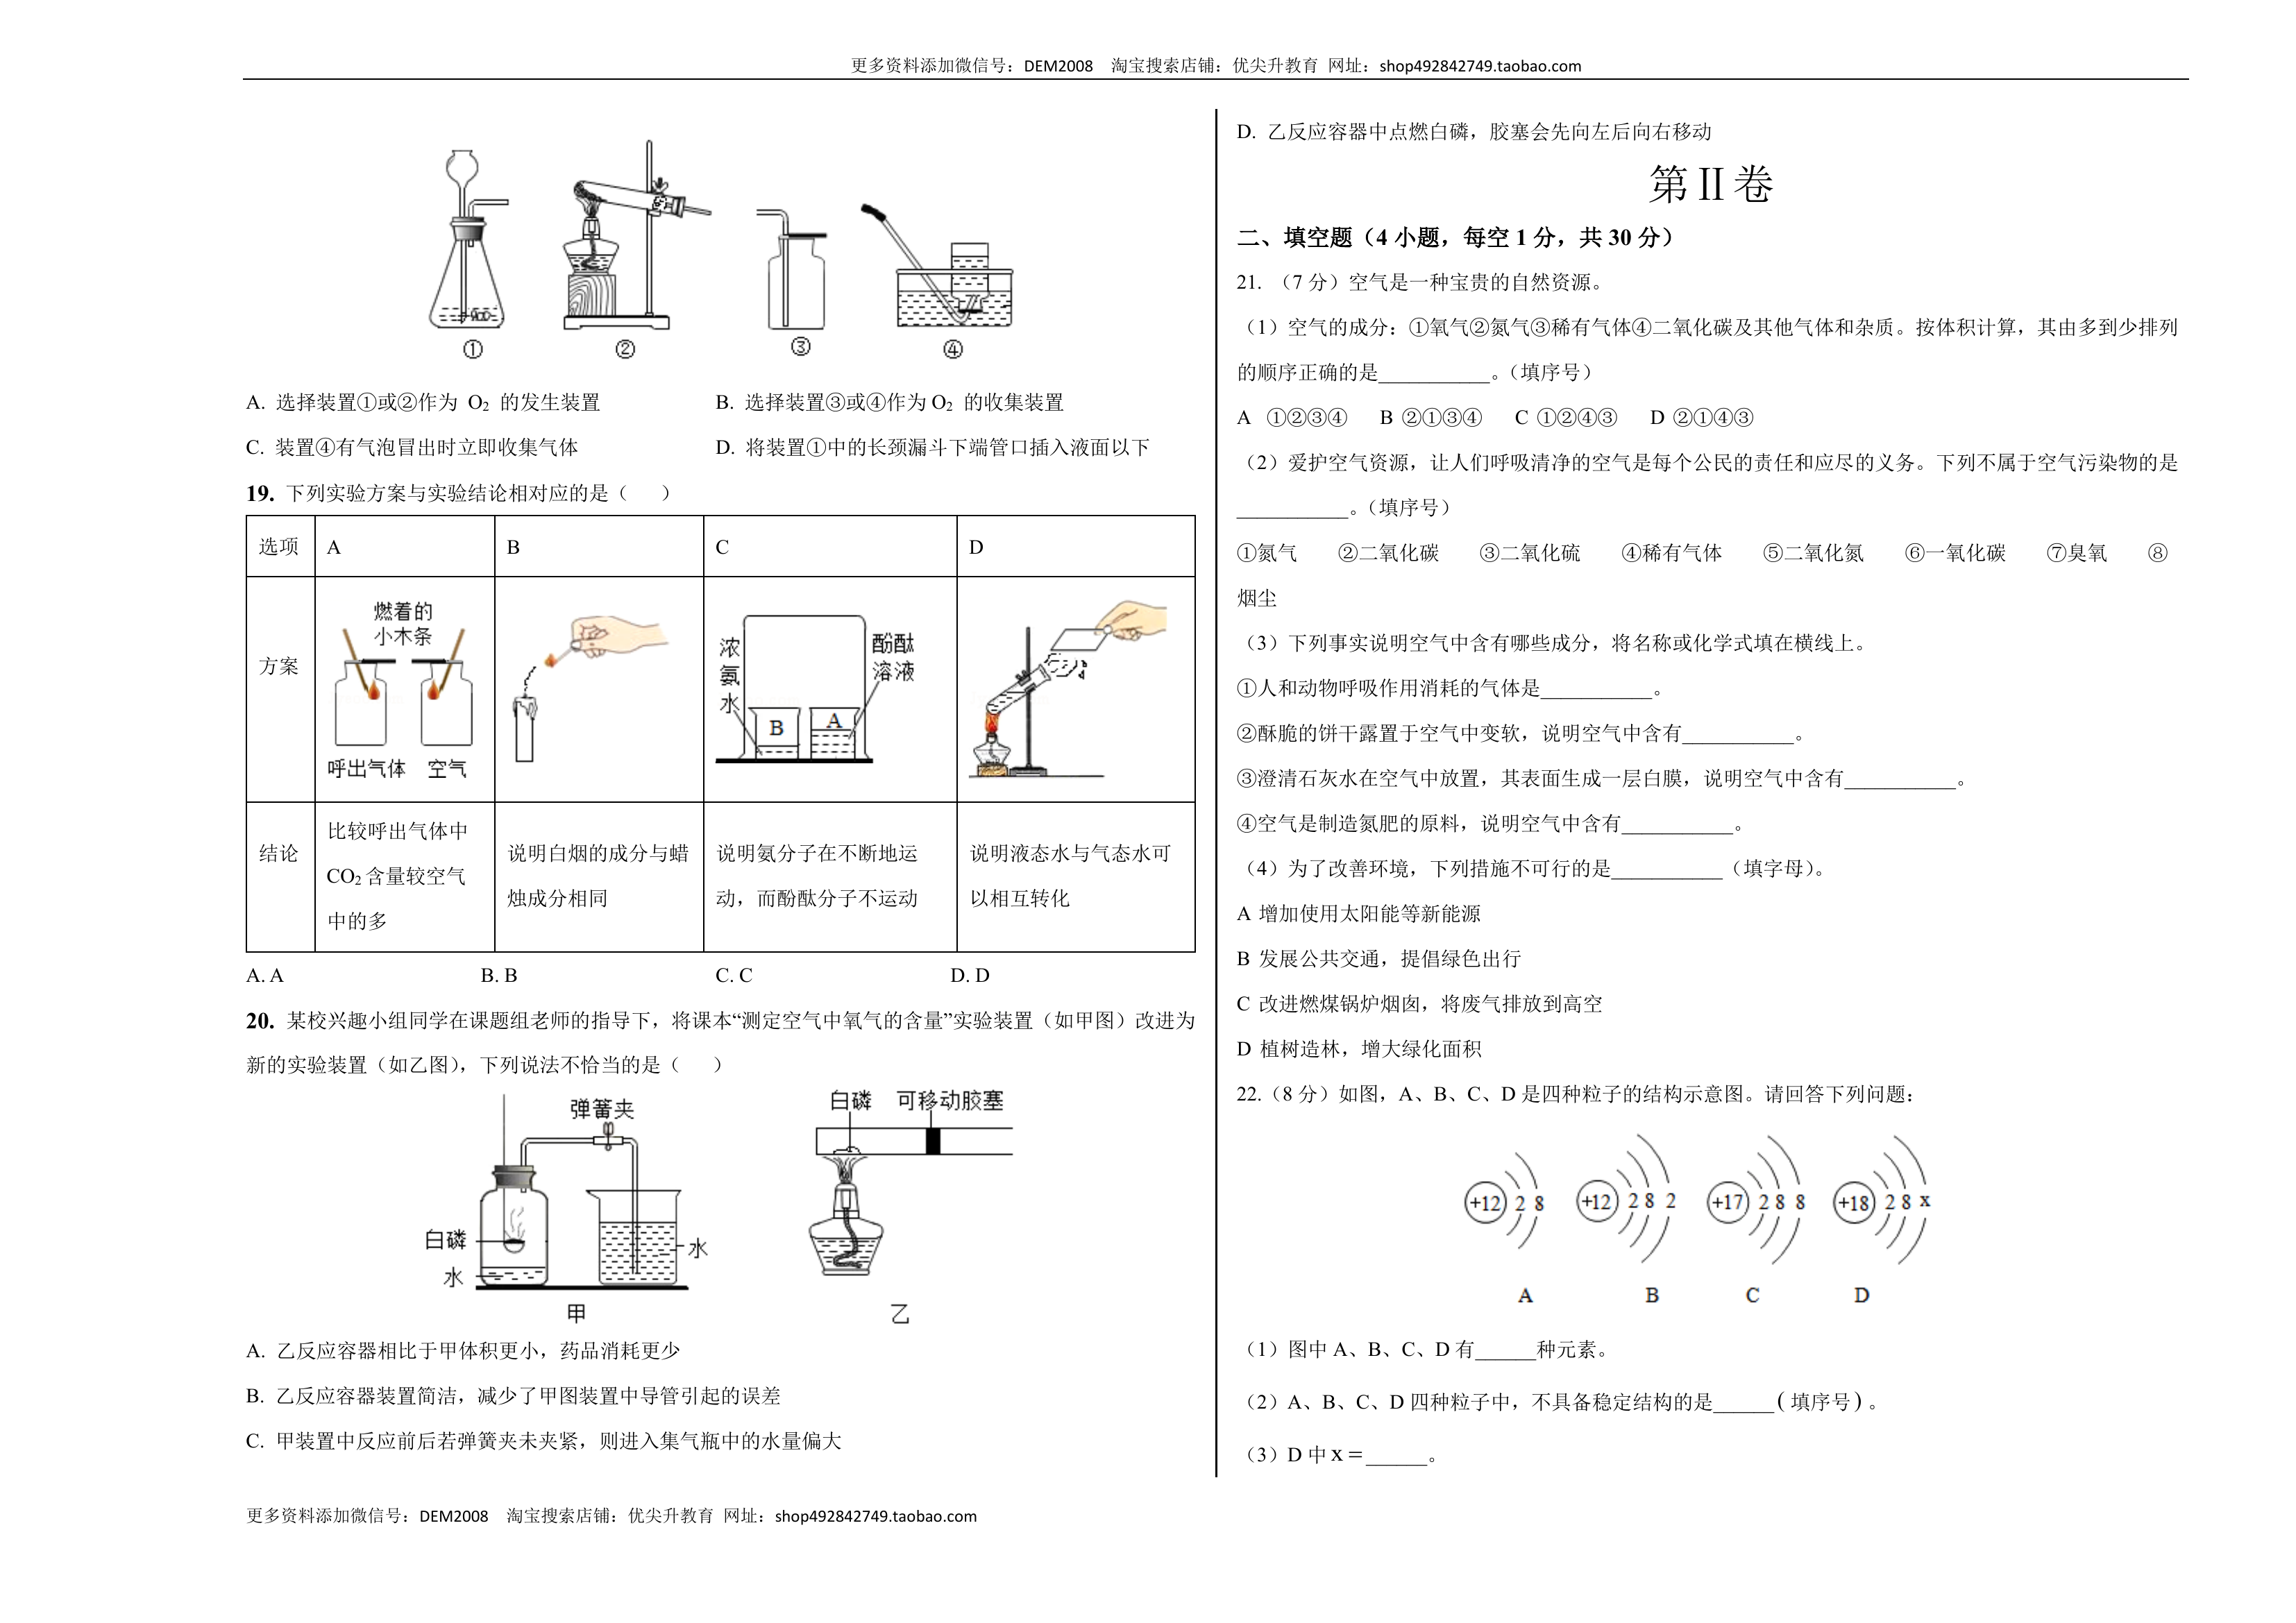 更多资料添加微信号：DEM2008 淘宝搜索店铺：优尖升教育 网址：shop492842749.taobao.com
① ② ③ ④
A. 选择装置①或②作为 O₂ 的发生装置 B. 选择装置③或④作为O₂ 的收集装置
C. 装置④有气泡冒出时立即收集气体 D. 将装置①中的长颈漏斗下端管口插入液面以下
19. 下列实验方案与实验结论相对应的是（ ）
选项 A B C D
方案
燃着的
小木条
呼出气体 空气
浓
氨
水
酚酞
溶液
B A
结论
比较呼出气体中
CO₂含量较空气
中的多
说明白烟的成分与蜡
烛成分相同
说明氨分子在不断地运
动，而酚酞分子不运动
说明液态水与气态水可
以相互转化
A. A B. B C. C D. D
20. 某校兴趣小组同学在课题组老师的指导下，将课本“测定空气中氧气的含量”实验装置（如甲图）改进为
新的实验装置（如乙图），下列说法不恰当的是（ ）
弹簧夹
白磷
水
水
甲
白磷 可移动胶塞
乙
A. 乙反应容器相比于甲体积更小，药品消耗更少
B. 乙反应容器装置简洁，减少了甲图装置中导管引起的误差
C. 甲装置中反应前后若弹簧夹未夹紧，则进入集气瓶中的水量偏大
D. 乙反应容器中点燃白磷，胶塞会先向左后向右移动
第Ⅱ卷
二、填空题（4 小题，每空 1 分，共 30 分）
21. （7 分）空气是一种宝贵的自然资源。
（1）空气的成分：①氧气②氮气③稀有气体④二氧化碳及其他气体和杂质。按体积计算，其由多到少排列
的顺序正确的是___________。（填序号）
A ①②③④ B ②①③④ C ①②④③ D ②①④③
（2）爱护空气资源，让人们呼吸清净的空气是每个公民的责任和应尽的义务。下列不属于空气污染物的是
___________。（填序号）
①氮气 ②二氧化碳 ③二氧化硫 ④稀有气体 ⑤二氧化氮 ⑥一氧化碳 ⑦臭氧 ⑧
烟尘
（3）下列事实说明空气中含有哪些成分，将名称或化学式填在横线上。
①人和动物呼吸作用消耗的气体是___________。
②酥脆的饼干露置于空气中变软，说明空气中含有___________。
③澄清石灰水在空气中放置，其表面生成一层白膜，说明空气中含有___________。
④空气是制造氮肥的原料，说明空气中含有___________。
（4）为了改善环境，下列措施不可行的是___________（填字母）。
A 增加使用太阳能等新能源
B 发展公共交通，提倡绿色出行
C 改进燃煤锅炉烟囱，将废气排放到高空
D 植树造林，增大绿化面积
22.（8 分）如图，A、B、C、D 是四种粒子的结构示意图。请回答下列问题：
+12 2 8 +12 2 8 2 +17 2 8 8 +18 2 8 x
A B C D
（1）图中 A、B、C、D 有______种元素。
（2）A、B、C、D 四种粒子中，不具备稳定结构的是______( 填序号 ) 。
（3）D 中 x＝______。
更多资料添加微信号：DEM2008 淘宝搜索店铺：优尖升教育 网址：shop492842749.taobao.com